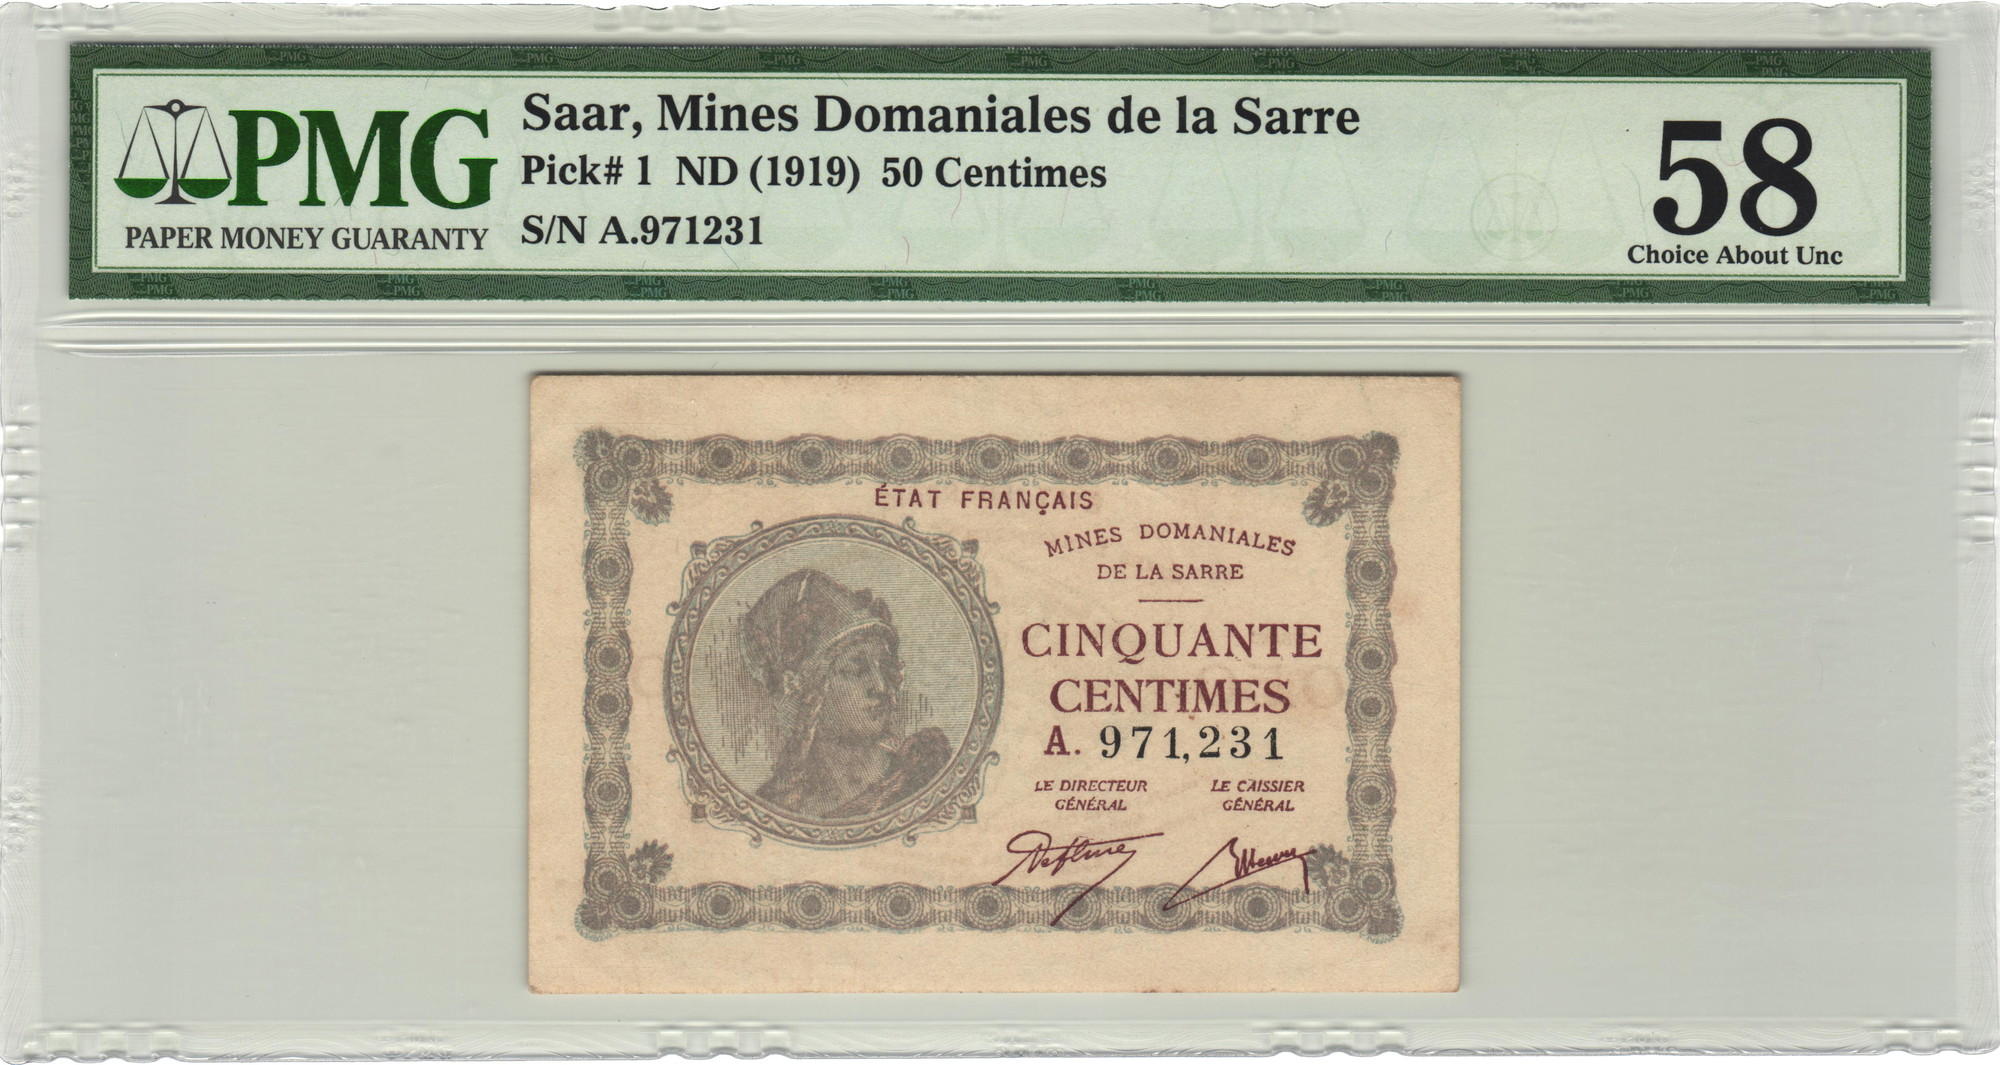 PMG
PAPER MONEY GUARANTY
Saar, Mines Domaniales de la Sarre
Pick# 1 ND (1919) 50 Centimes
S/N A.971231
58
Choice About Unc
ÉTAT FRANÇAIS
MINES DOMANIALES
DE LA SARRE
CINQUANTE
CENTIMES
A. 971,231
LE DIRECTEUR
GÉNÉRAL
LE CAISSIER
GÉNÉRAL